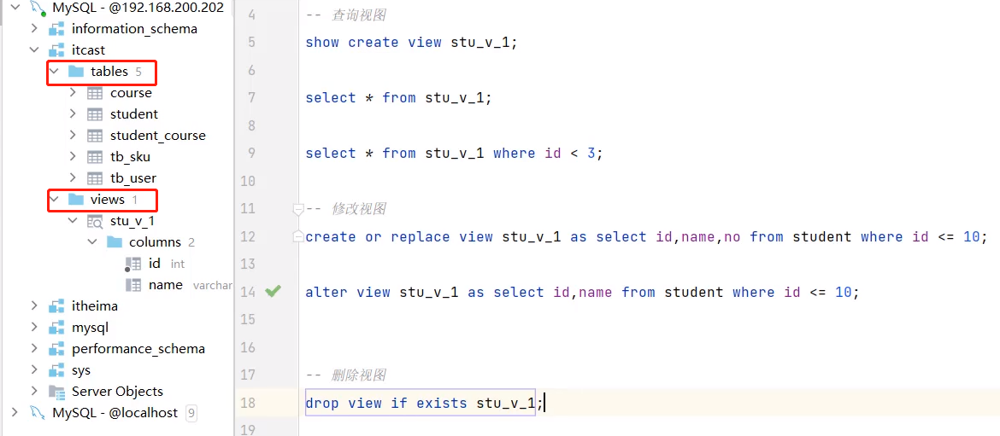 MySQL - @192.168.200.202
information_schema
itcast
tables 5
course
student
student_course
tb_sku
tb_user
views 1
stu_v_1
columns 2
id int
name varchar
itheima
mysql
performance_schema
sys
Server Objects
MySQL - @localhost 9
4 -- 查询视图
5 show create view stu_v_1;
6
7 select * from stu_v_1;
8
9 select * from stu_v_1 where id < 3;
10
11 -- 修改视图
12 create or replace view stu_v_1 as select id,name,no from student where id <= 10;
13
14 alter view stu_v_1 as select id,name from student where id <= 10;
15
16
17 -- 删除视图
18 drop view if exists stu_v_1;
19